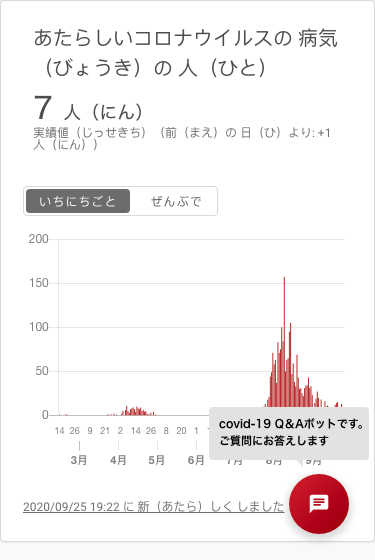 あたらしいコロナウイルスの 病気
（びょうき）の 人（ひと）
7 人（にん）
実績値（じっせきち）（前（まえ）の 日（ひ）より: +1
人（にん））
いちにちごと ぜんぶで
200
150
100
50
0
14 26 9 21 2 14 26 8 20 1
3月 4月 5月 6月 7月 8月 9月
covid-19 Q＆Aボットです。
ご質問にお答えします
2020/09/25 19:22 に 新（あたら）しく しました